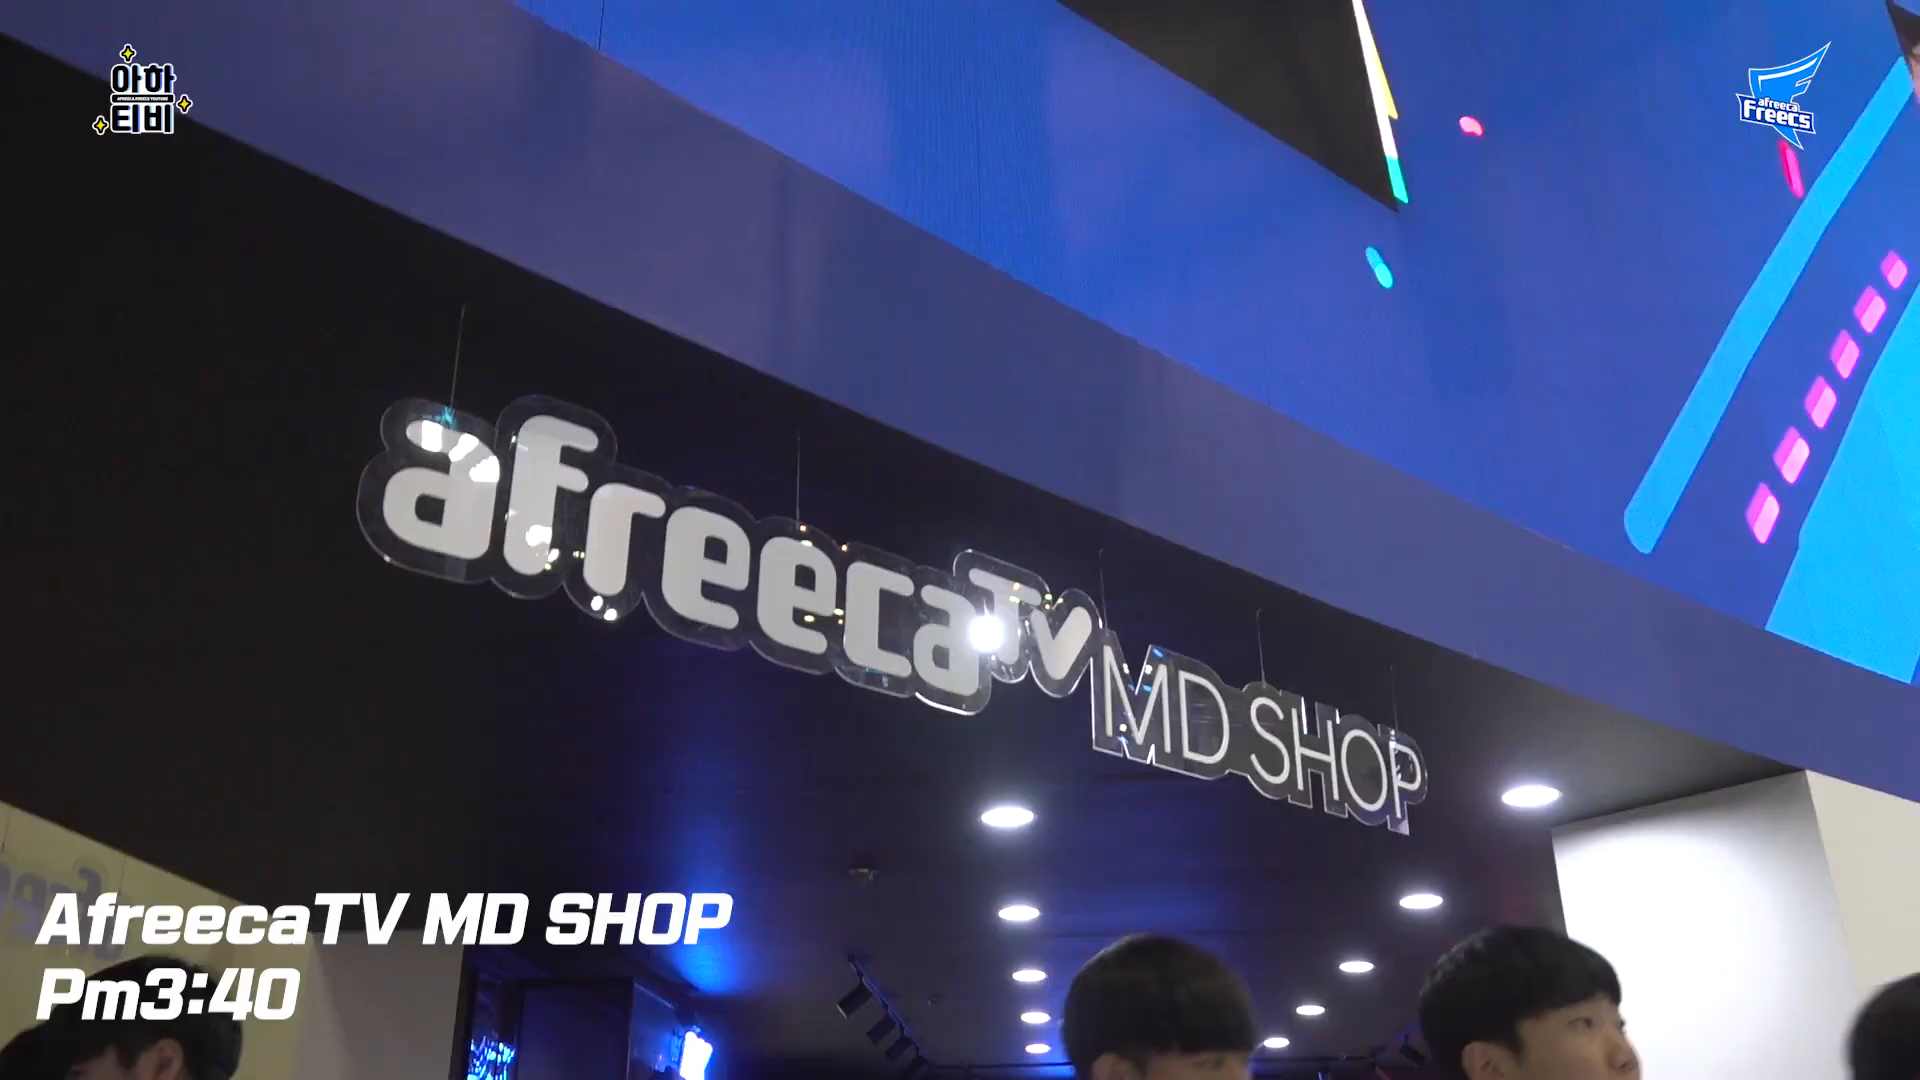 아하
AFREECA FREECS YOUTUBE
티비
afreeca
Freecs
afreecaTV MD SHOP
AfreecaTV MD SHOP
Pm3:40